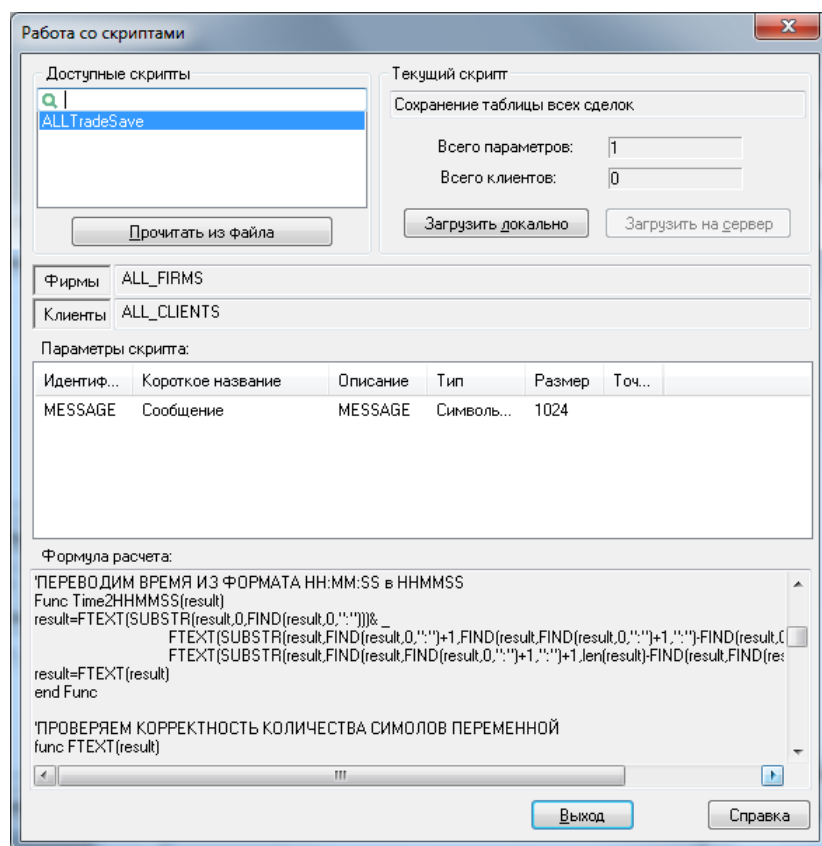 Работа со скриптами
Доступные скрипты
ALLTradeSave
Прочитать из файла
Текущий скрипт
Сохранение таблицы всех сделок
Всего параметров: 1
Всего клиентов: 0
Загрузить локально Загрузить на сервер
Фирмы ALL_FIRMS
Клиенты ALL_CLIENTS
Параметры скрипта:
Идентиф... Короткое название Описание Тип Размер Точ...
MESSAGE Сообщение MESSAGE Символь... 1024
Формула расчета:
'ПЕРЕВОДИМ ВРЕМЯ ИЗ ФОРМАТА HH:MM:SS в HHMMSS
Func Time2HHMMSS(result)
result=FTEXT(SUBSTR(result,0,FIND(result,0,":")))& _
FTEXT(SUBSTR(result,FIND(result,0,":")+1,FIND(result,FIND(result,0,":")+1,":")-FIND(result,(
FTEXT(SUBSTR(result,FIND(result,FIND(result,0,":")+1,":")+1,len(result)-FIND(result,FIND(res
result=FTEXT(result)
end Func
'ПРОВЕРЯЕМ КОРРЕКТНОСТЬ КОЛИЧЕСТВА СИМОЛОВ ПЕРЕМЕННОЙ
func FTEXT(result)
Выход Справка